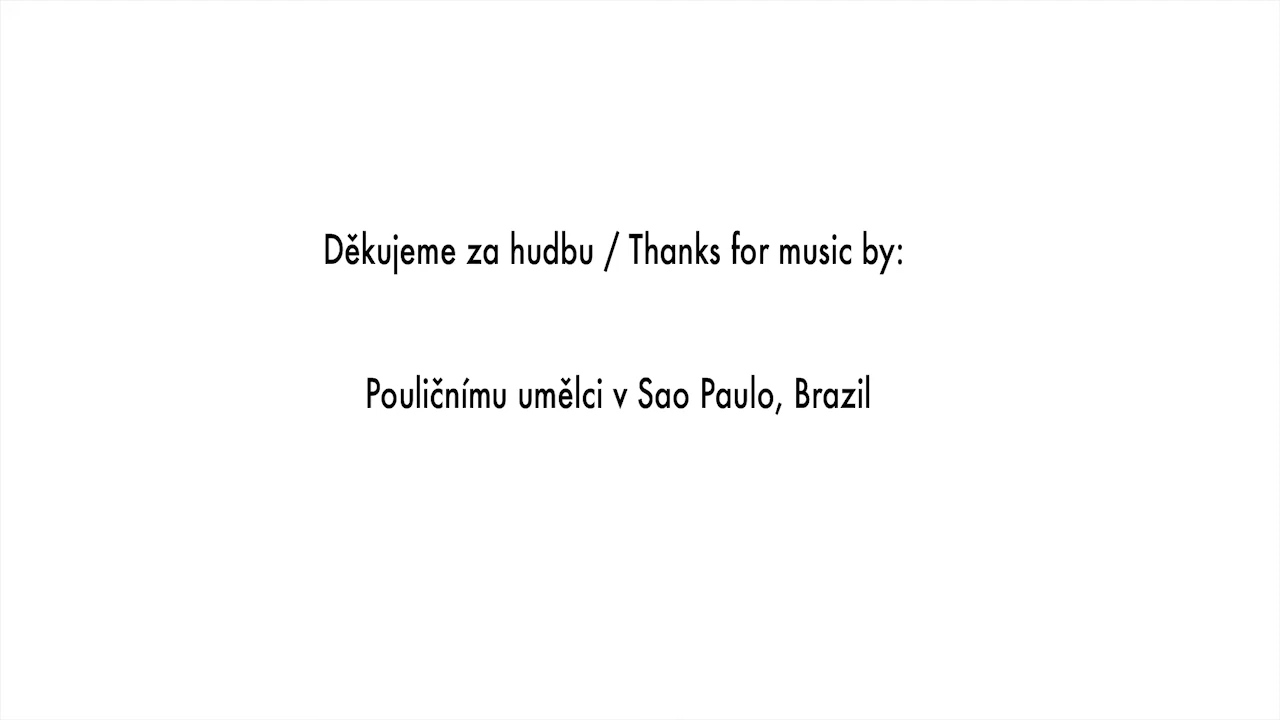 Děkujeme za hudbu / Thanks for music by:
Pouličnímu umělci v Sao Paulo, Brazil